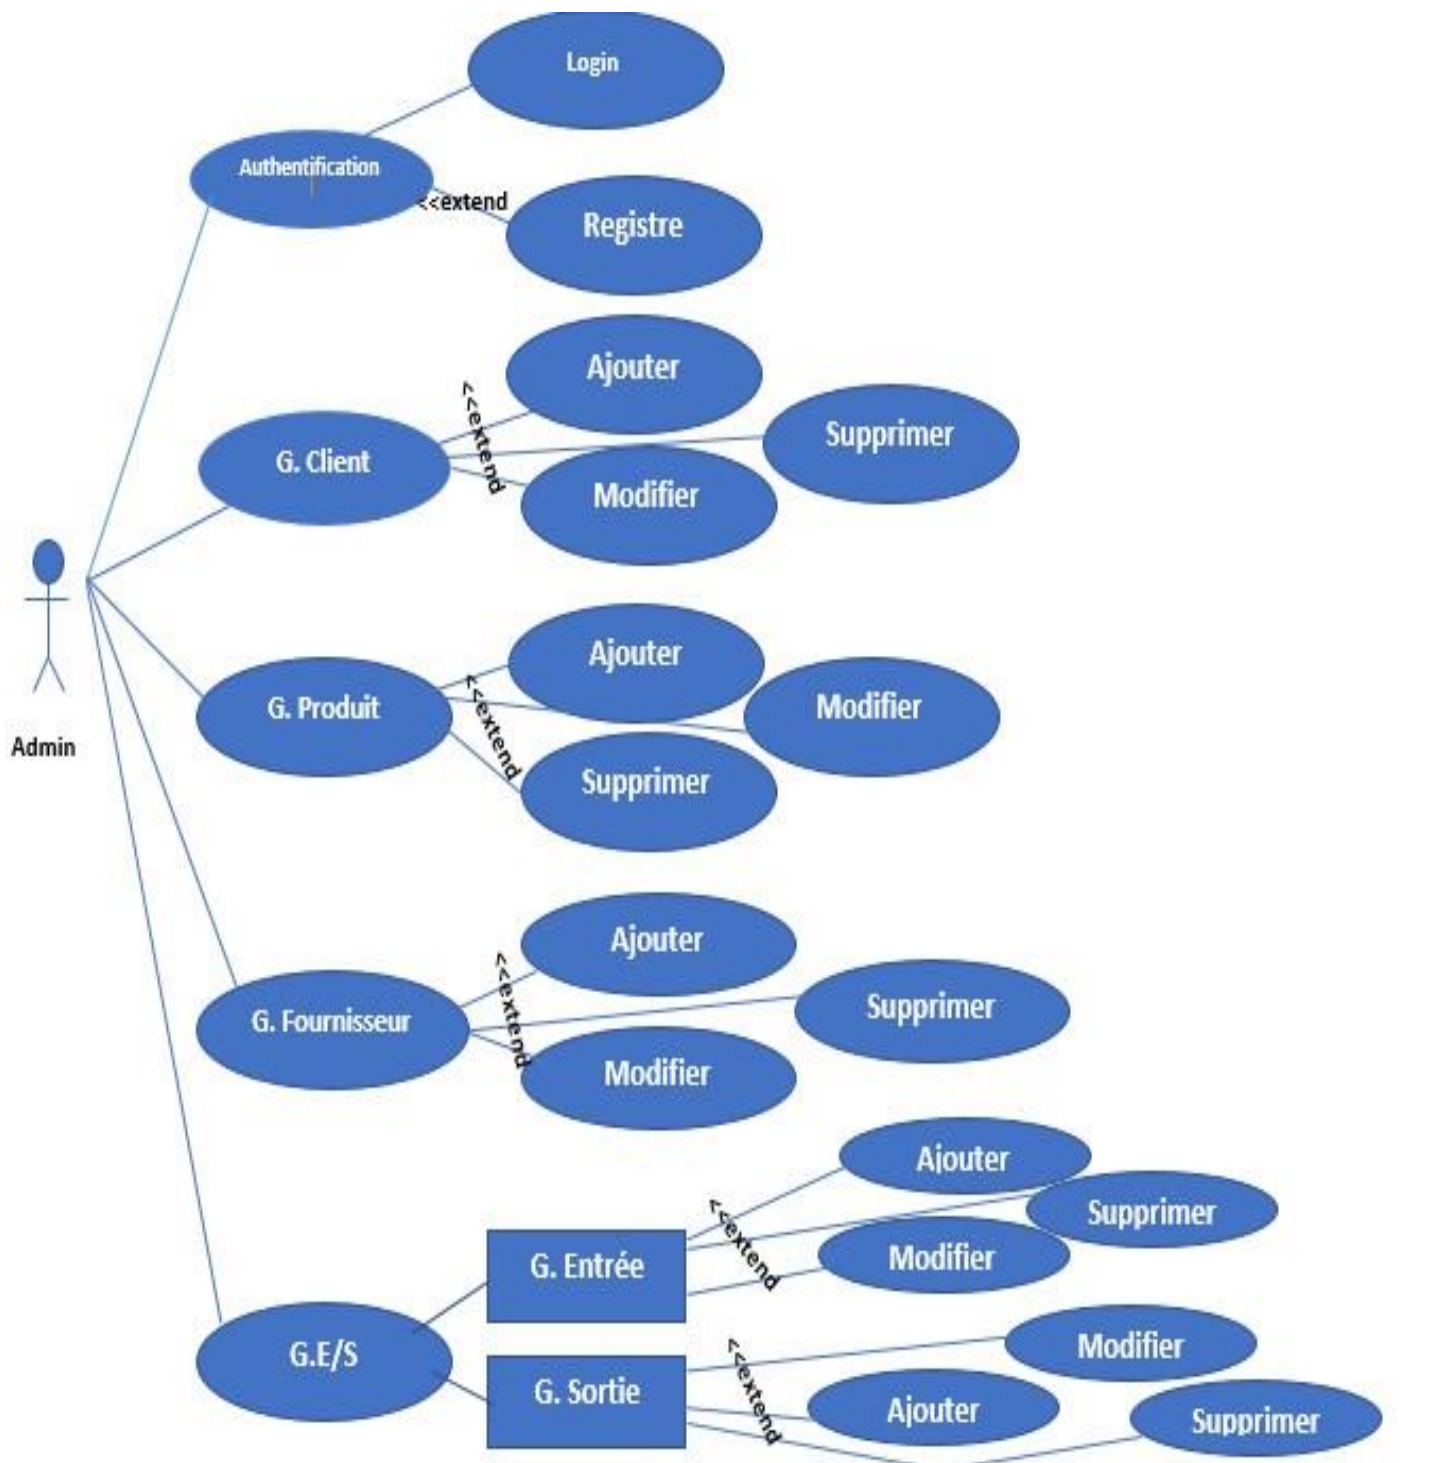 Login
Authentification
<<extend
Registre
Ajouter
<<extend
Supprimer
G. Client
Modifier
Ajouter
<<extend
Modifier
G. Produit
Supprimer
Admin
Ajouter
<<extend
Supprimer
G. Fournisseur
Modifier
Ajouter
Supprimer
<<extend
Modifier
G. Entrée
Modifier
G.E/S
<<extend
G. Sortie
Ajouter
Supprimer